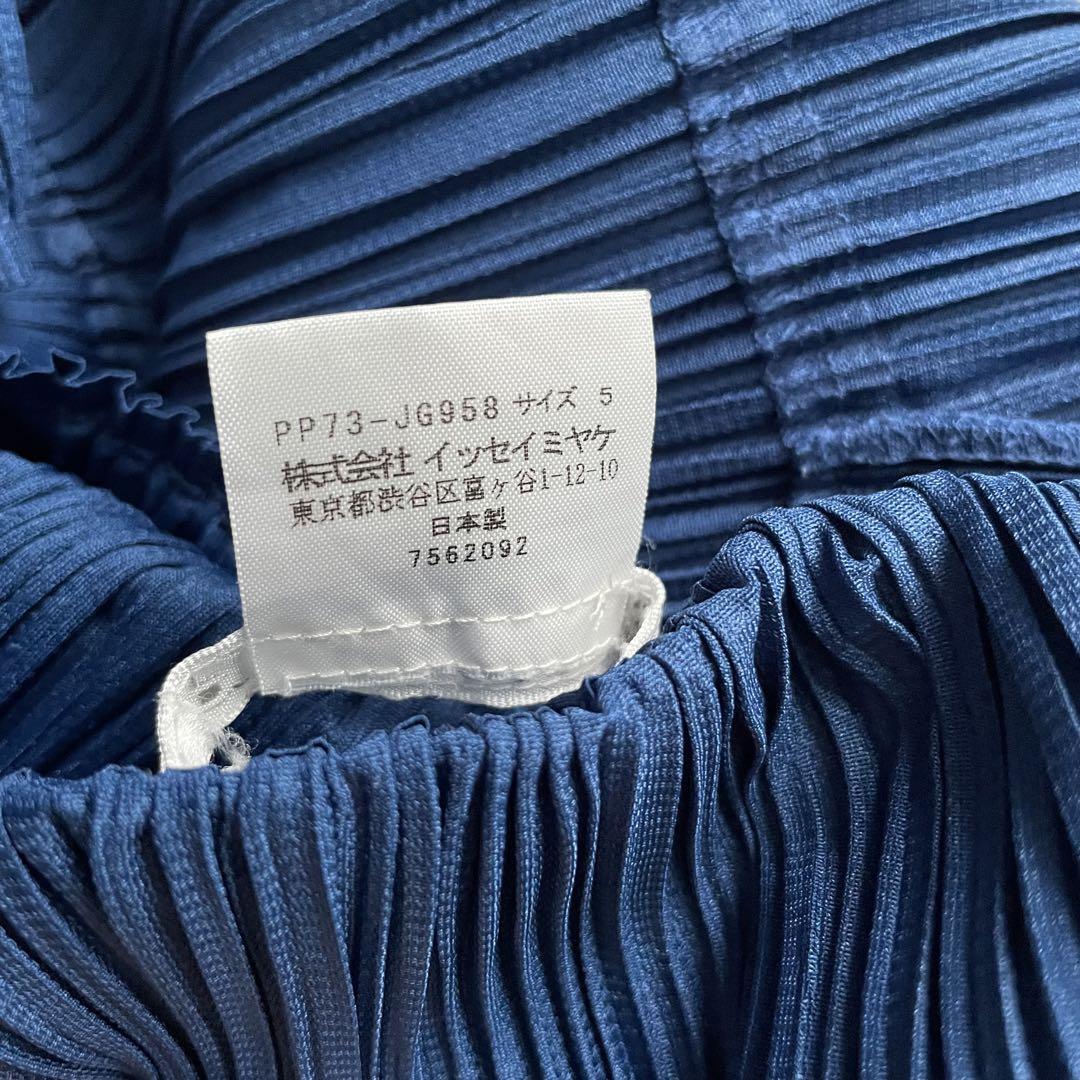 PP73-JG958 サイズ 5
株式会社 イッセイミヤケ
東京都渋谷区富ヶ谷1-12-10
日本製
7562092